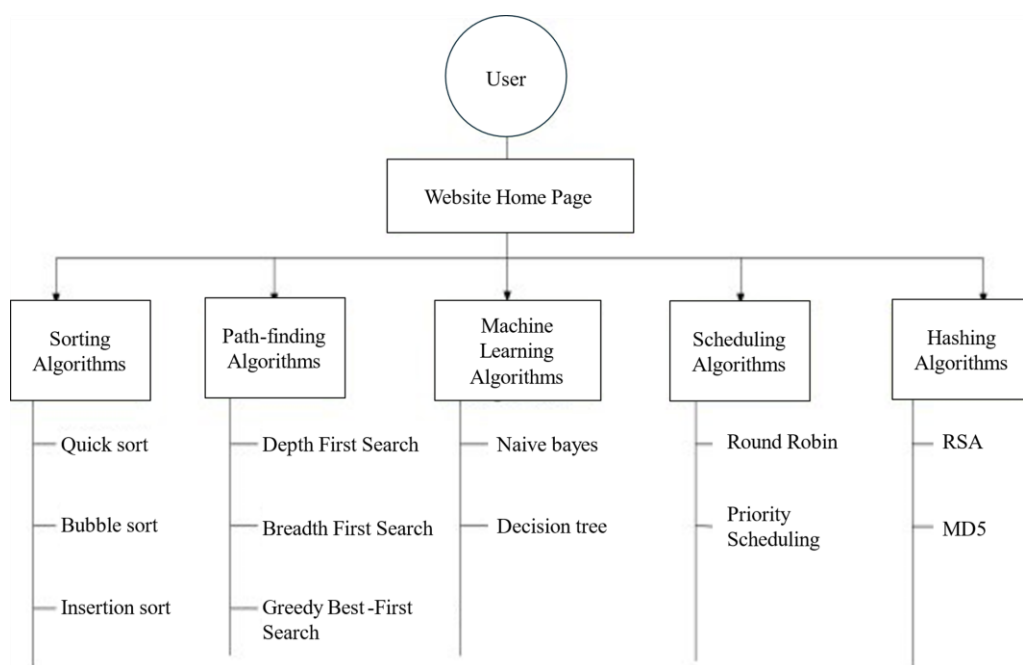 User
Website Home Page
Sorting
Algorithms
Path-finding
Algorithms
Machine
Learning
Algorithms
Scheduling
Algorithms
Hashing
Algorithms
Quick sort
Bubble sort
Insertion sort
Depth First Search
Breadth First Search
Greedy Best-First
Search
Naive bayes
Decision tree
Round Robin
Priority
Scheduling
RSA
MD5